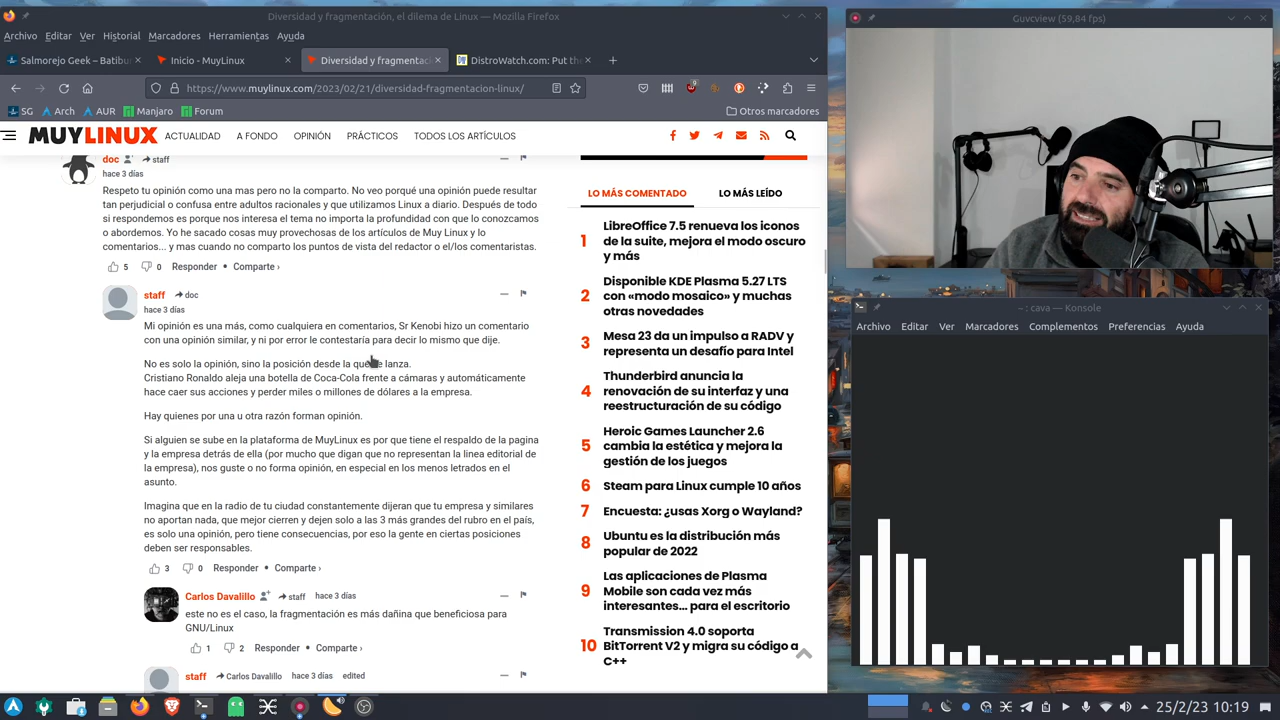 Diversidad y fragmentación, el dilema de Linux — Mozilla Firefox
Archivo Editar Ver Historial Marcadores Herramientas Ayuda
Salmorejo Geek – Batibu
Inicio - MuyLinux
Diversidad y fragmentac
DistroWatch.com: Put th
https://www.muylinux.com/2023/02/21/diversidad-fragmentacion-linux/
9
SG Arch AUR Manjaro Forum
Otros marcadores
MUYLINUX
ACTUALIDAD A FONDO OPINIÓN PRÁCTICOS TODOS LOS ARTÍCULOS
doc staff
hace 3 días
Respeto tu opinión como una mas pero no la comparto. No veo porqué una opinión puede resultar
tan perjudicial o confusa entre adultos racionales y que utilizamos Linux a diario. Después de todo
si respondemos es porque nos interesa el tema no importa la profundidad con que lo conozcamos
o abordemos. Yo he sacado cosas muy provechosas de los artículos de Muy Linux y lo
comentarios... y mas cuando no comparto los puntos de vista del redactor o el/los comentaristas.
5 0 Responder • Comparte ›
staff doc
hace 3 días
Mi opinión es una más, como cualquiera en comentarios, Sr Kenobi hizo un comentario
con una opinión similar, y ni por error le contestaría para decir lo mismo que dije.
No es solo la opinión, sino la posición desde la que lanza.
Cristiano Ronaldo aleja una botella de Coca-Cola frente a cámaras y automáticamente
hace caer sus acciones y perder miles o millones de dólares a la empresa.
Hay quienes por una u otra razón forman opinión.
Si alguien se sube en la plataforma de MuyLinux es por que tiene el respaldo de la pagina
y la empresa detrás de ella (por mucho que digan que no representan la linea editorial de
la empresa), nos guste o no forma opinión, en especial en los menos letrados en el
asunto.
Imagina que en la radio de tu ciudad constantemente dijeran que tu empresa y similares
no aportan nada, que mejor cierren y dejen solo a las 3 más grandes del rubro en el país,
es solo una opinión, pero tiene consecuencias, por eso la gente en ciertas posiciones
deben ser responsables.
3 0 Responder • Comparte ›
Carlos Davalillo staff hace 3 días
este no es el caso, la fragmentación es más dañina que beneficiosa para
GNU/Linux
1 2 Responder • Comparte ›
staff Carlos Davalillo hace 3 días edited
LO MÁS COMENTADO LO MÁS LEÍDO
1 LibreOffice 7.5 renueva los iconos
de la suite, mejora el modo oscuro
y más
2 Disponible KDE Plasma 5.27 LTS
con «modo mosaico» y muchas
otras novedades
3 Mesa 23 da un impulso a RADV y
representa un desafío para Intel
4 Thunderbird anuncia la
renovación de su interfaz y una
reestructuración de su código
5 Heroic Games Launcher 2.6
cambia la estética y mejora la
gestión de los juegos
6 Steam para Linux cumple 10 años
7 Encuesta: ¿usas Xorg o Wayland?
8 Ubuntu es la distribución más
popular de 2022
9 Las aplicaciones de Plasma
Mobile son cada vez más
interesantes... para el escritorio
10 Transmission 4.0 soporta
BitTorrent V2 y migra su código a
C++
Guvcview (59,84 fps)
~ : cava — Konsole
Archivo Editar Ver Marcadores Complementos Preferencias Ayuda
25/2/23 10:19